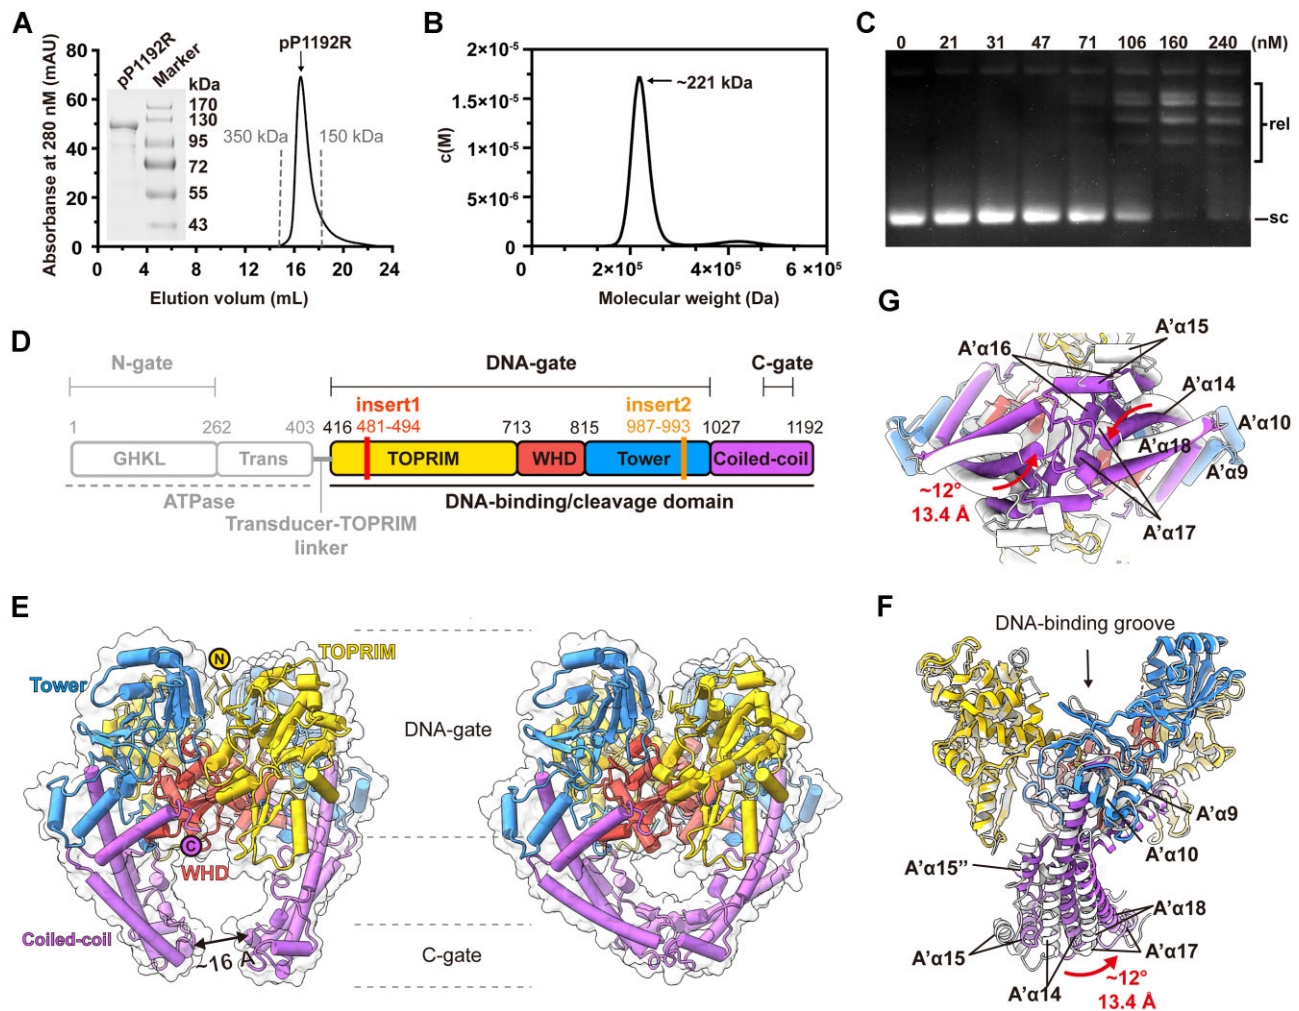 A
Absorbanse at 280 nM (mAU)
80
60
40
20
0
0
4
8
12
16
20
24
Elution volum (mL)
pP1192R
Marker
kDa
170
130
95
72
55
43
pP1192R
350 kDa
150 kDa
B
c(M)
2×10⁻⁵
1.5×10⁻⁵
1×10⁻⁵
5×10⁻⁶
0
0
2×10⁵
4×10⁵
6 ×10⁵
Molecular weight (Da)
~221 kDa
C
0 21 31 47 71 106 160 240 (nM)
rel
sc
D
N-gate
DNA-gate
C-gate
insert1
insert2
1 262 403 416 481-494 713 815 987-993 1027 1192
GHKL Trans TOPRIM WHD Tower Coiled-coil
ATPase
DNA-binding/cleavage domain
Transducer-TOPRIM
linker
G
A’α15
A’α16
A’α14
A’α10
A’α18
A’α9
~12°
13.4 Å
A’α17
E
N
TOPRIM
Tower
DNA-gate
C
WHD
Coiled-coil
~16 Å
C-gate
F
DNA-binding groove
A’α9
A’α10
A’α15’’
A’α18
A’α15
A’α17
A’α14
~12°
13.4 Å